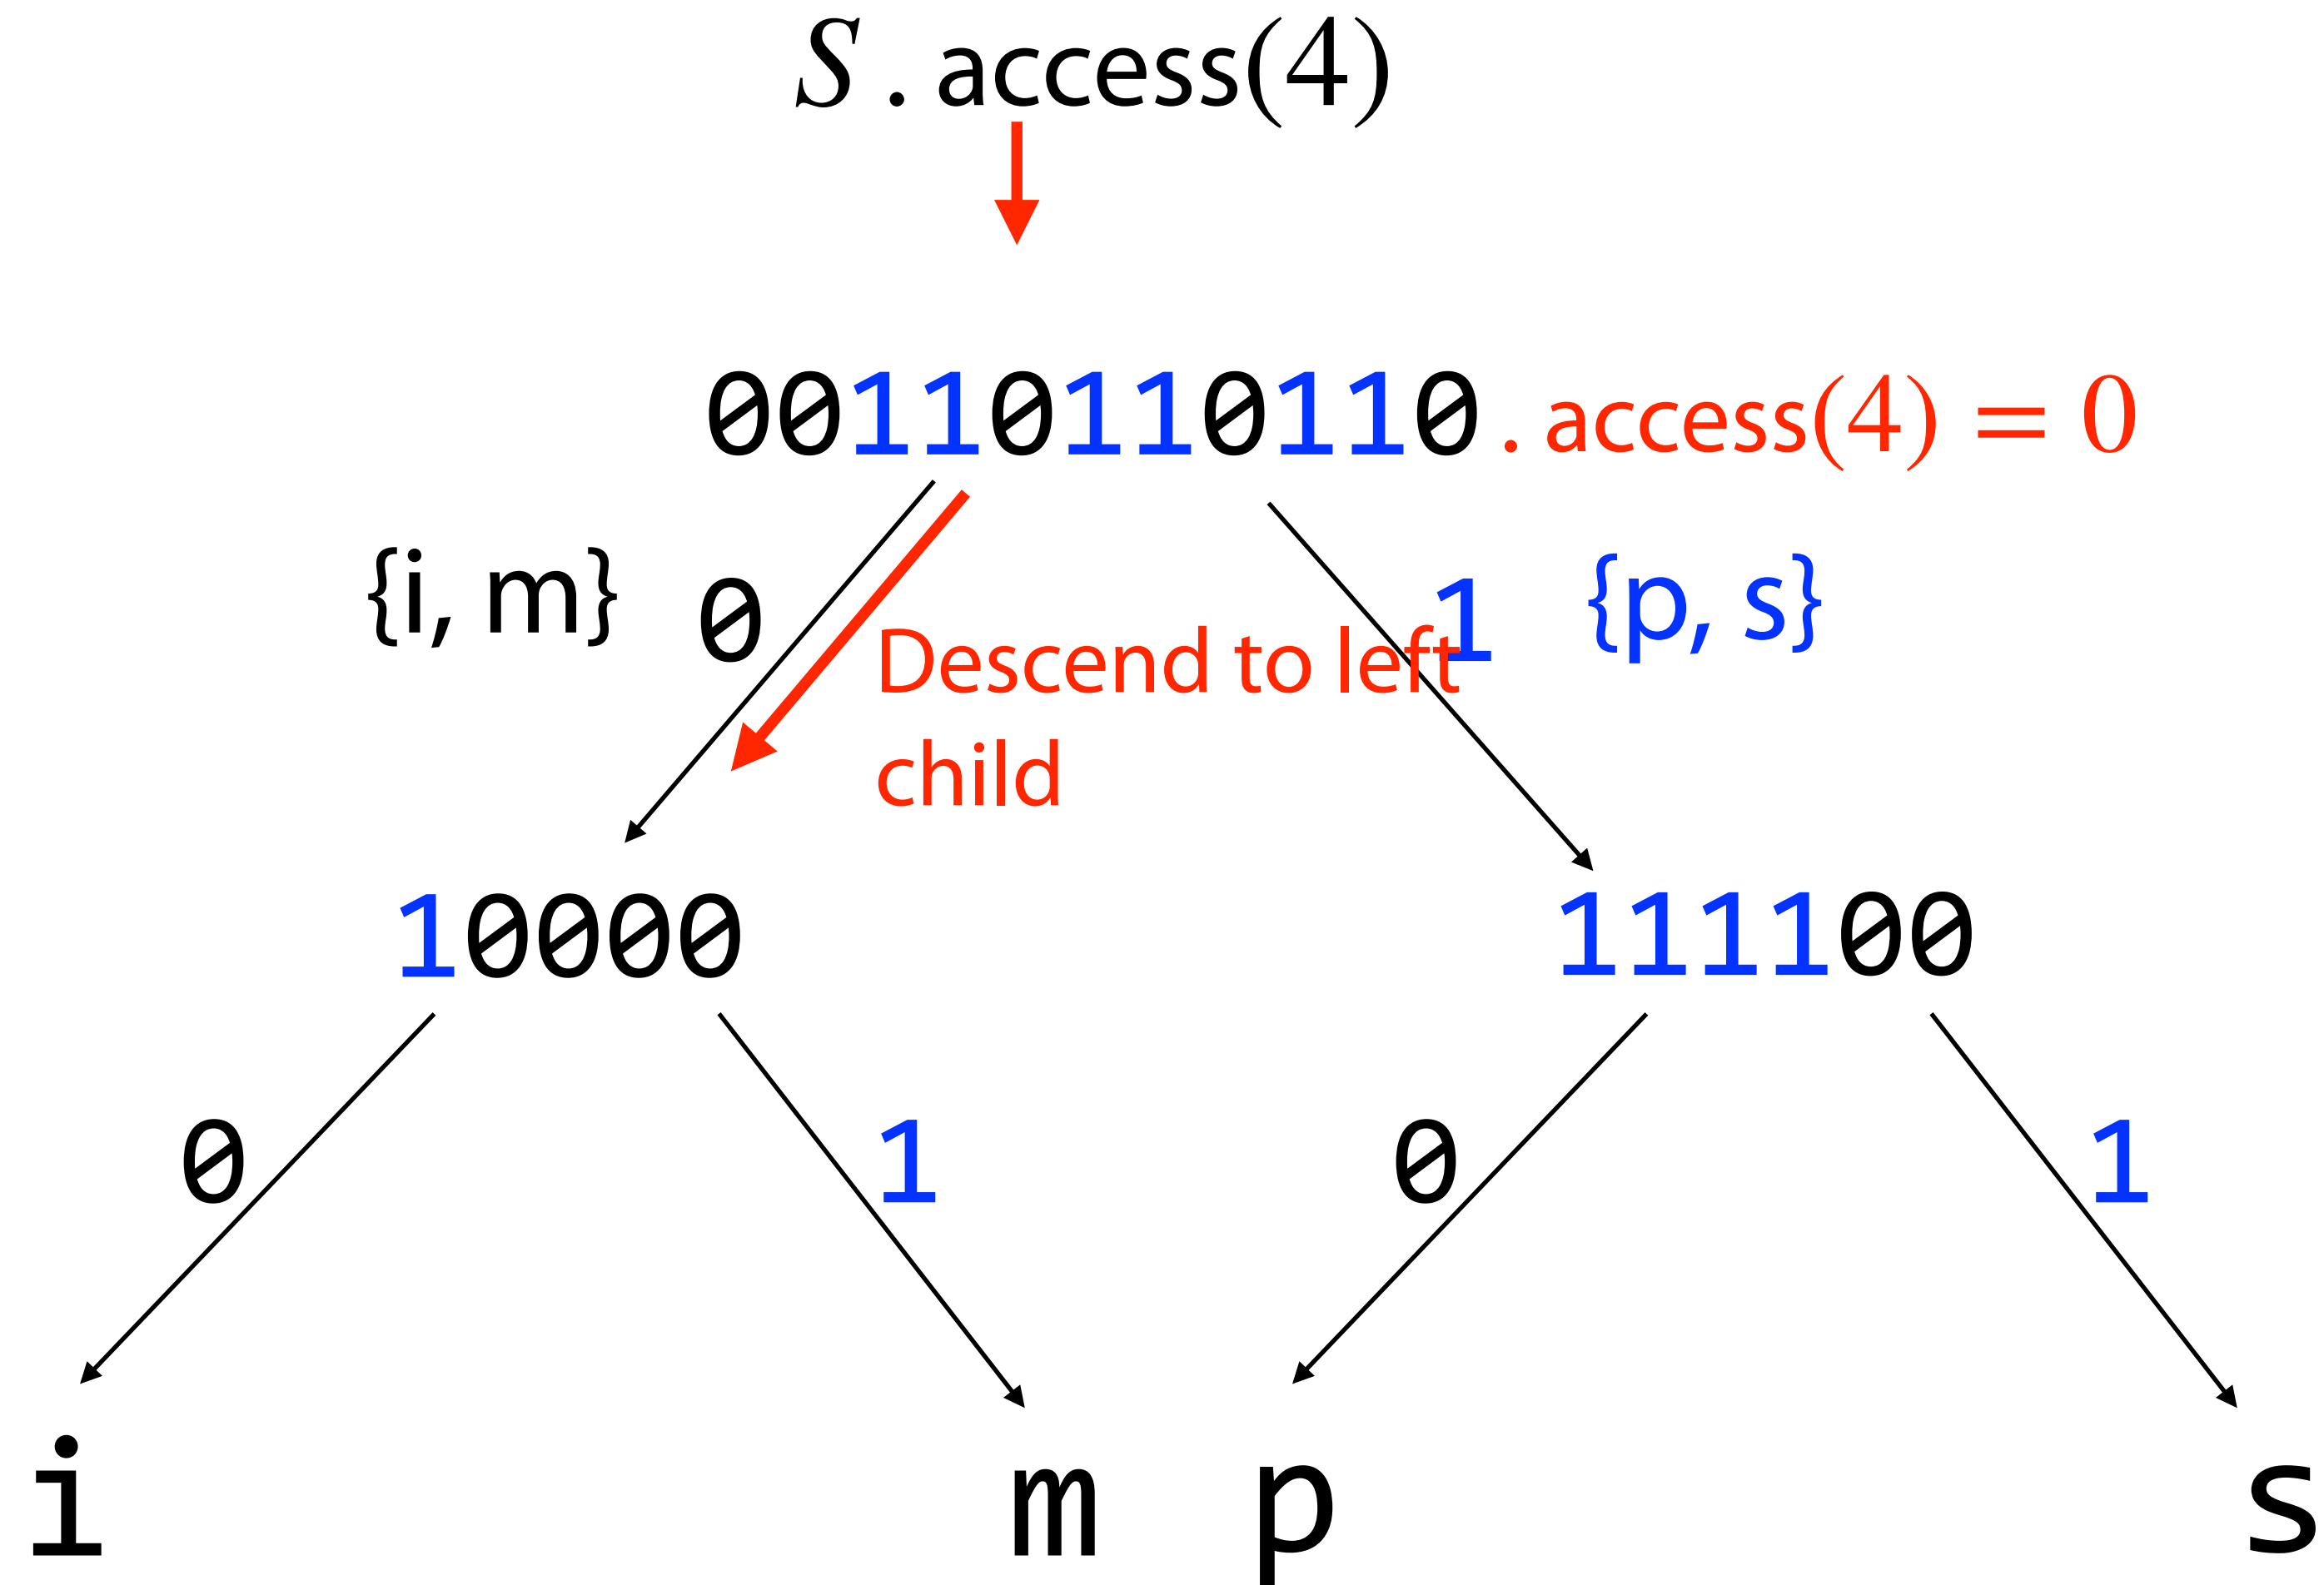 S . access(4)
00110110110 . access(4) = 0
{i, m}
0
1
{p, s}
Descend to left
child
10000
111100
0
1
0
1
i
m
p
s